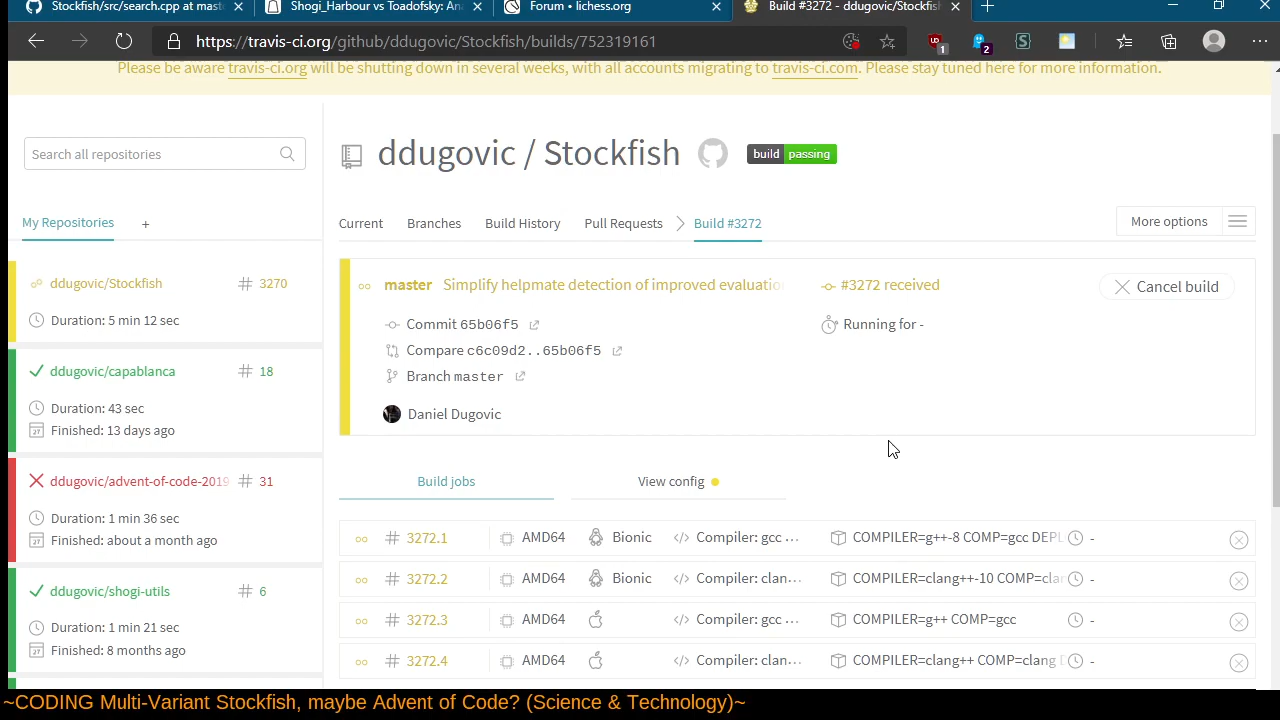 Stockfish/src/search.cpp at mast
Shogi_Harbour vs Toadofsky: Ana
Forum • lichess.org
Build #3272 - ddugovic/Stockfish
https://travis-ci.org/github/ddugovic/Stockfish/builds/752319161
1
2
Please be aware travis-ci.org will be shutting down in several weeks, with all accounts migrating to travis-ci.com. Please stay tuned here for more information.
Search all repositories
ddugovic / Stockfish
build passing
My Repositories +
Current Branches Build History Pull Requests Build #3272
More options
ddugovic/Stockfish # 3270
Duration: 5 min 12 sec
ddugovic/capablanca # 18
Duration: 43 sec
Finished: 13 days ago
ddugovic/advent-of-code-2019 # 31
Duration: 1 min 36 sec
Finished: about a month ago
ddugovic/shogi-utils # 6
Duration: 1 min 21 sec
Finished: 8 months ago
master Simplify helpmate detection of improved evaluatio
#3272 received
Cancel build
Commit 65b06f5
Running for -
Compare c6c09d2..65b06f5
Branch master
Daniel Dugovic
Build jobs View config
# 3272.1 AMD64 Bionic </> Compiler: gcc ... COMPILER=g++-8 COMP=gcc DEPL -
# 3272.2 AMD64 Bionic </> Compiler: clan... COMPILER=clang++-10 COMP=clar -
# 3272.3 AMD64 </> Compiler: gcc ... COMPILER=g++ COMP=gcc -
# 3272.4 AMD64 </> Compiler: clan... COMPILER=clang++ COMP=clang D -
~CODING Multi-Variant Stockfish, maybe Advent of Code? (Science & Technology)~